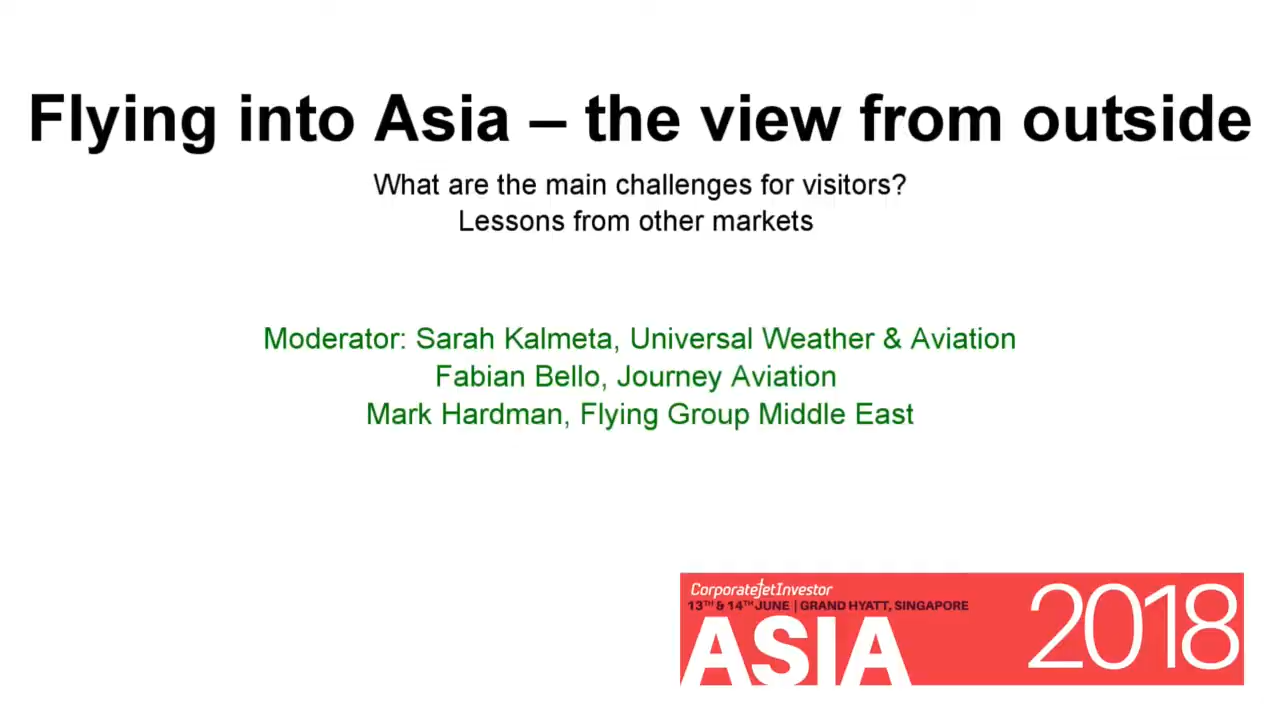 Flying into Asia – the view from outside
What are the main challenges for visitors?
Lessons from other markets
Moderator: Sarah Kalmeta, Universal Weather & Aviation
Fabian Bello, Journey Aviation
Mark Hardman, Flying Group Middle East
CorporateJetInvestor
13TH & 14TH JUNE | GRAND HYATT, SINGAPORE
ASIA 2018